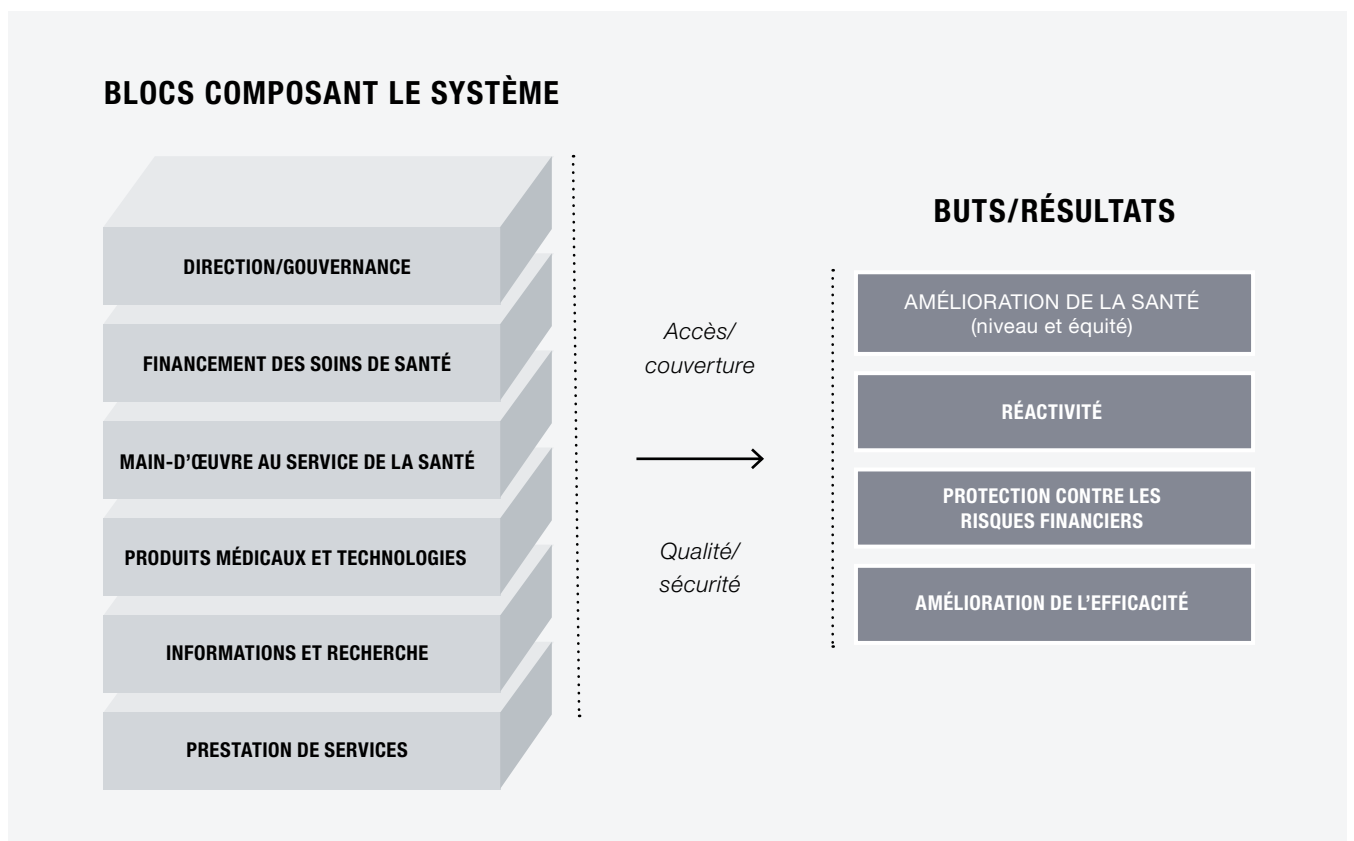 BLOCS COMPOSANT LE SYSTÈME
DIRECTION/GOUVERNANCE
FINANCEMENT DES SOINS DE SANTÉ
MAIN-D’ŒUVRE AU SERVICE DE LA SANTÉ
PRODUITS MÉDICAUX ET TECHNOLOGIES
INFORMATIONS ET RECHERCHE
PRESTATION DE SERVICES
Accès/
couverture
Qualité/
sécurité
BUTS/RÉSULTATS
AMÉLIORATION DE LA SANTÉ
(niveau et équité)
RÉACTIVITÉ
PROTECTION CONTRE LES
RISQUES FINANCIERS
AMÉLIORATION DE L’EFFICACITÉ